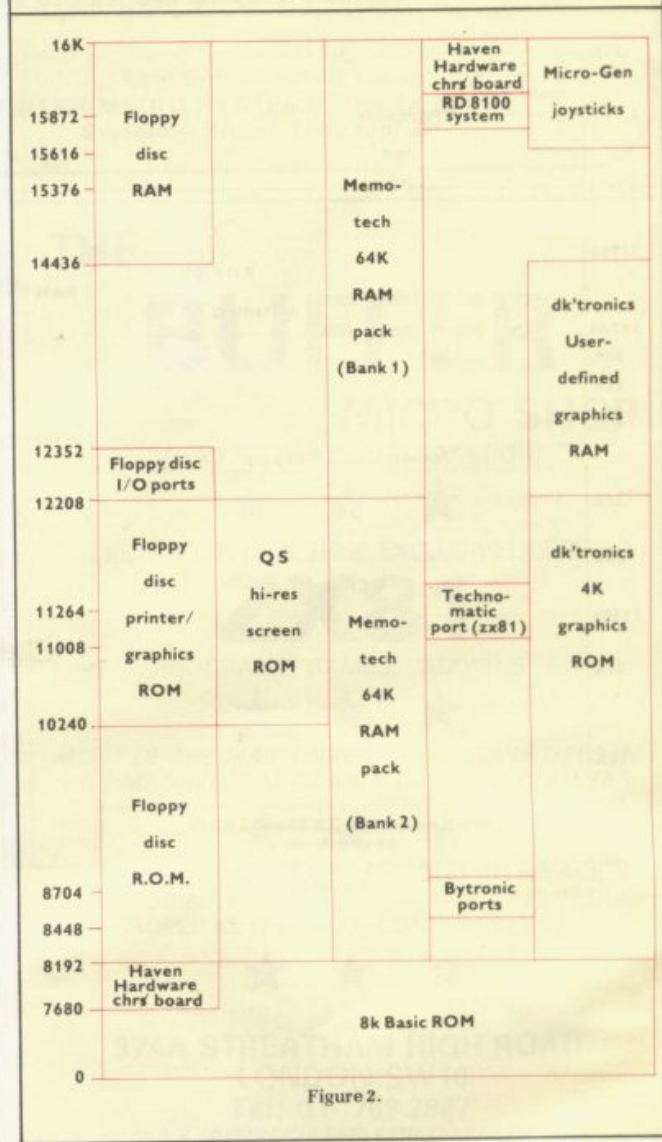 16K
15872
15616
15376
14436
12352
12208
11264
11008
10240
8704
8448
8192
7680
0
Floppy
disc
RAM
Floppy disc
I/O ports
Floppy
disc
printer/
graphics
ROM
Floppy
disc
R.O.M.
Haven
Hardware
chrs' board
QS
hi-res
screen
ROM
Memo-
tech
64K
RAM
pack
(Bank 1)
Memo-
tech
64K
RAM
pack
(Bank 2)
Haven
Hardware
chrs' board
RD 8100
system
Techno-
matic
port (zx81)
Bytronic
ports
Micro-Gen
joysticks
dk'tronics
User-
defined
graphics
RAM
dk'tronics
4K
graphics
ROM
8k Basic ROM
Figure 2.